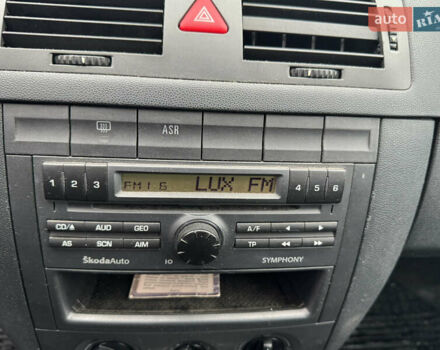 auto RIA
ASR
1 2 3 FM1 6 LUX FM 4 5 6
CD/▲ AUD GEO A/F ◄ ►
AS SCN AIM TP ◄◄ ►►
ŠkodaAuto IO SYMPHONY